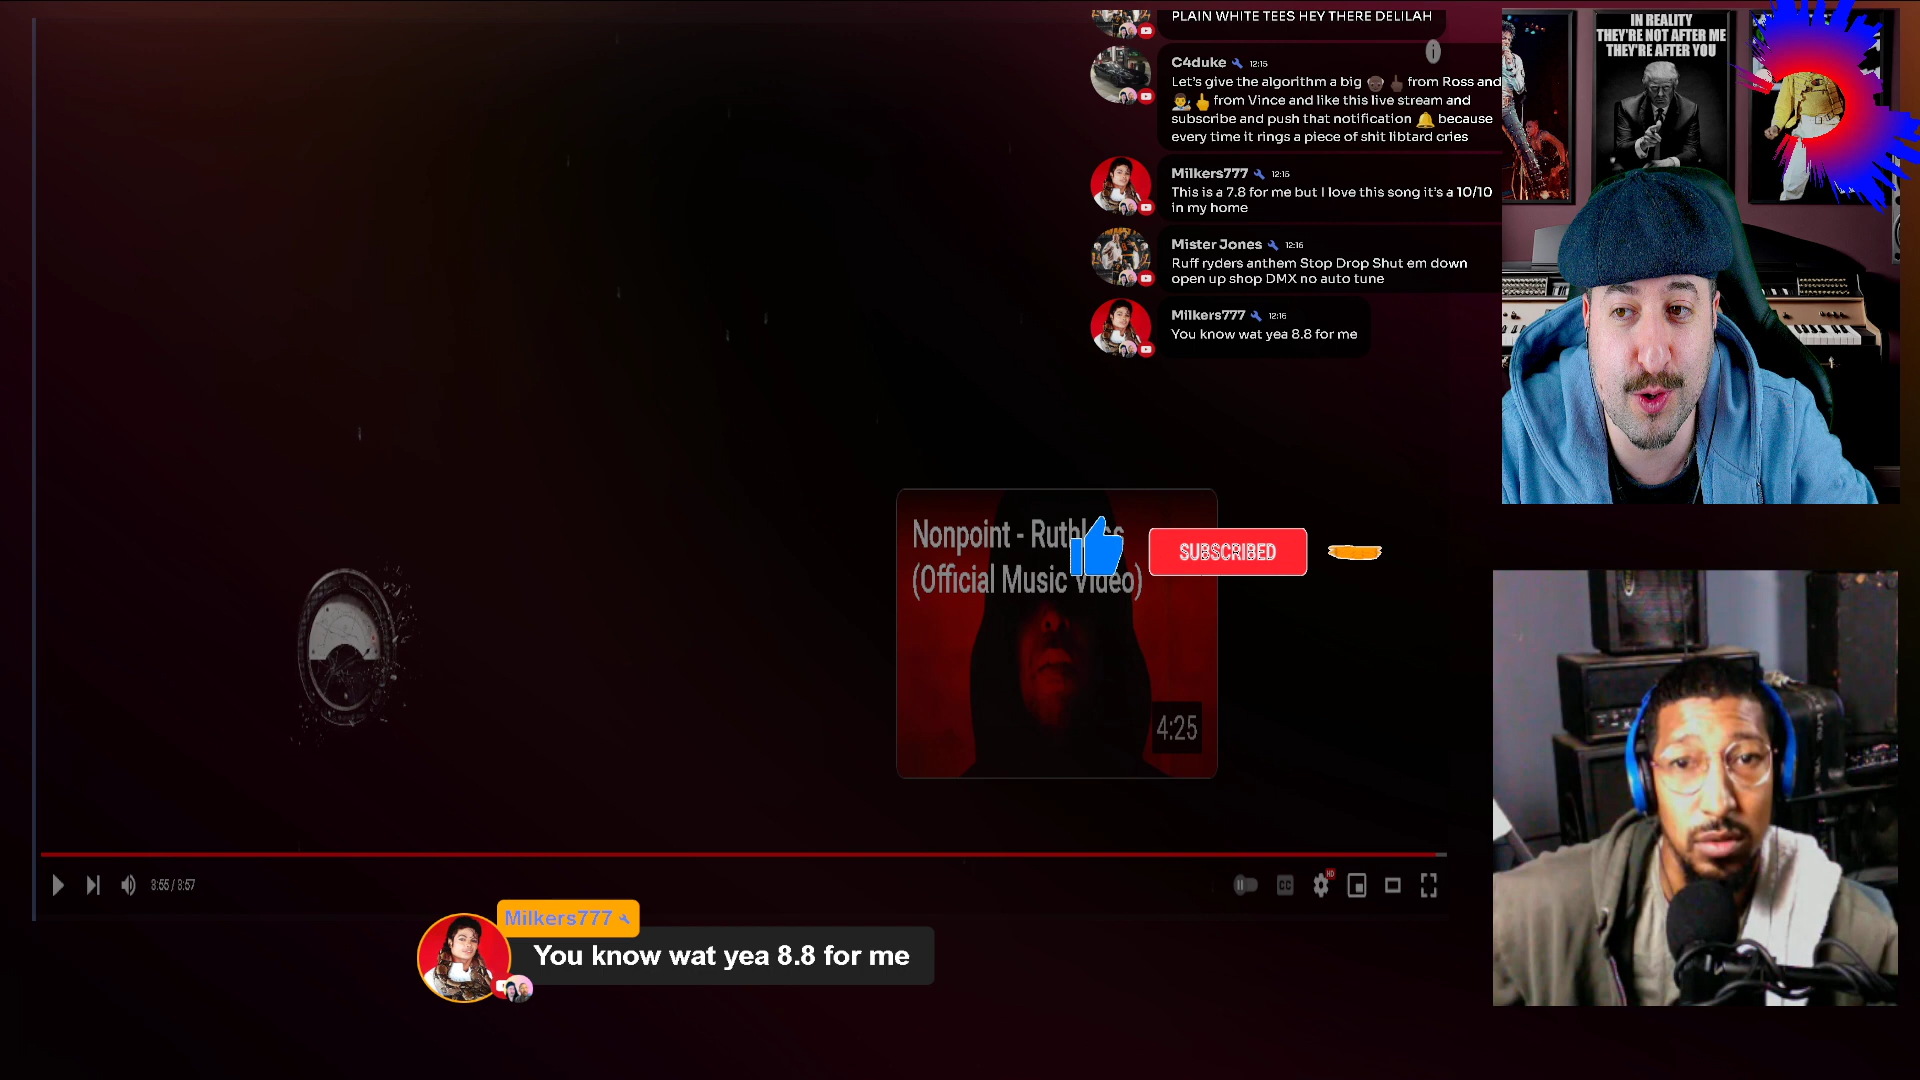 PLAIN WHITE TEES HEY THERE DELILAH
C4duke 12:15
Let's give the algorithm a big from Ross and
from Vince and like this live stream and
subscribe and push that notification because
every time it rings a piece of shit libtard cries
Milkers777 12:16
This is a 7.8 for me but I love this song it's a 10/10
in my home
Mister Jones 12:16
Ruff ryders anthem Stop Drop Shut em down
open up shop DMX no auto tune
Milkers777 12:16
You know wat yea 8.8 for me
IN REALITY
THEY'RE NOT AFTER ME
THEY'RE AFTER YOU
Nonpoint - Ruthless
(Official Music Video)
4:25
SUBSCRIBED
3:55 / 3:57
CC
HD
Milkers777
You know wat yea 8.8 for me